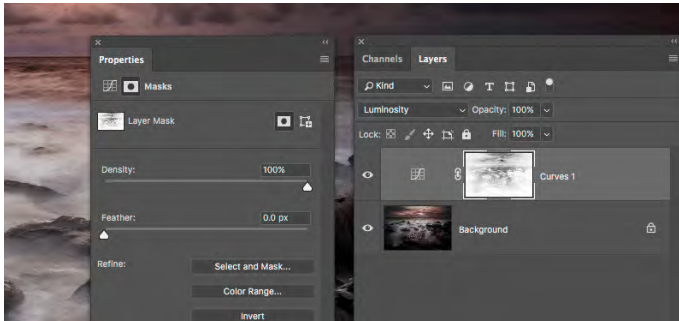 Properties
Masks
Layer Mask
Density: 100%
Feather: 0.0 px
Refine:
Select and Mask...
Color Range...
Invert
Channels Layers
Kind
T
Luminosity Opacity: 100%
Lock: Fill: 100%
Curves 1
Background